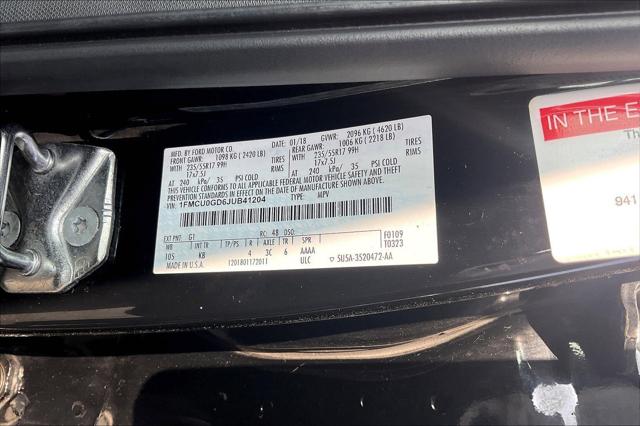 MFD. BY FORD MOTOR CO.
DATE: 01/18 GVWR: 2096 KG ( 4620 LB)
FRONT GAWR: 1098 KG ( 2420 LB) REAR GAWR: 1006 KG ( 2218 LB)
WITH 235/55R17 99H TIRES WITH 235/55R17 99H TIRES
17x7.5J RIMS 17x7.5J RIMS
AT 240 kPa/ 35 PSI COLD AT 240 kPa/ 35 PSI COLD
THIS VEHICLE CONFORMS TO ALL APPLICABLE FEDERAL MOTOR VEHICLE SAFETY AND THEFT PREVENTION STANDARDS IN EFFECT ON THE DATE OF MANUFACTURE SHOWN ABOVE.
VIN: 1FMCU0GD6JUB41204 TYPE: MPV
EXT PNT: G1 RC: 48 DSO: F0109
WB INT TR TP/PS R AXLE TR SPR T0323
105 KB 4 3C 6 AAAA
MADE IN U.S.A. 1201801172011 ULC 5U5A-3520472-AA
IN THE E
941